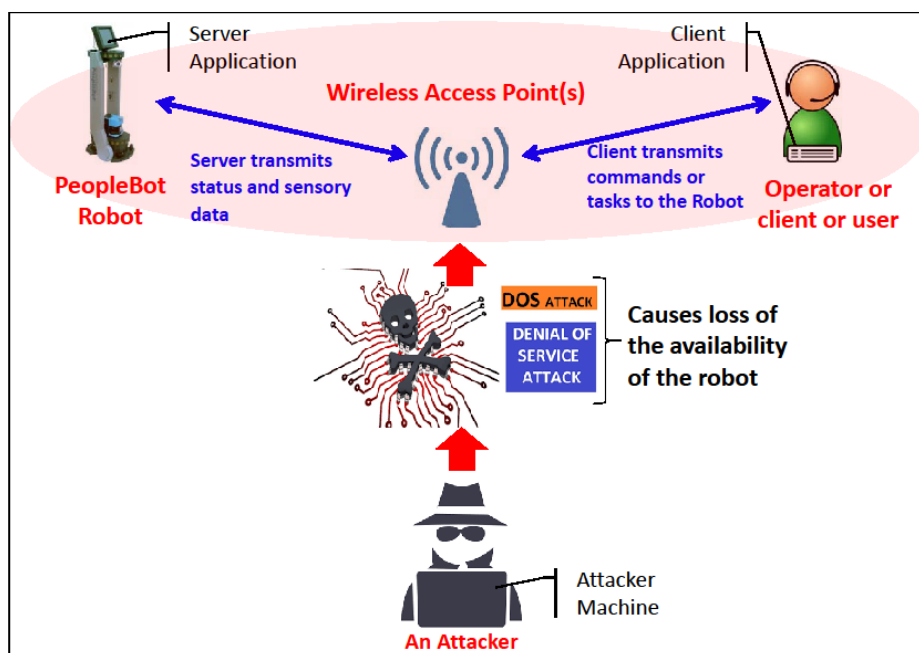 Server
Application
Client
Application
Wireless Access Point(s)
Server transmits
status and sensory
data
Client transmits
commands or
tasks to the Robot
PeopleBot
Robot
Operator or
client or user
DOS ATTACK
DENIAL OF
SERVICE
ATTACK
Causes loss of
the availability
of the robot
Attacker
Machine
An Attacker